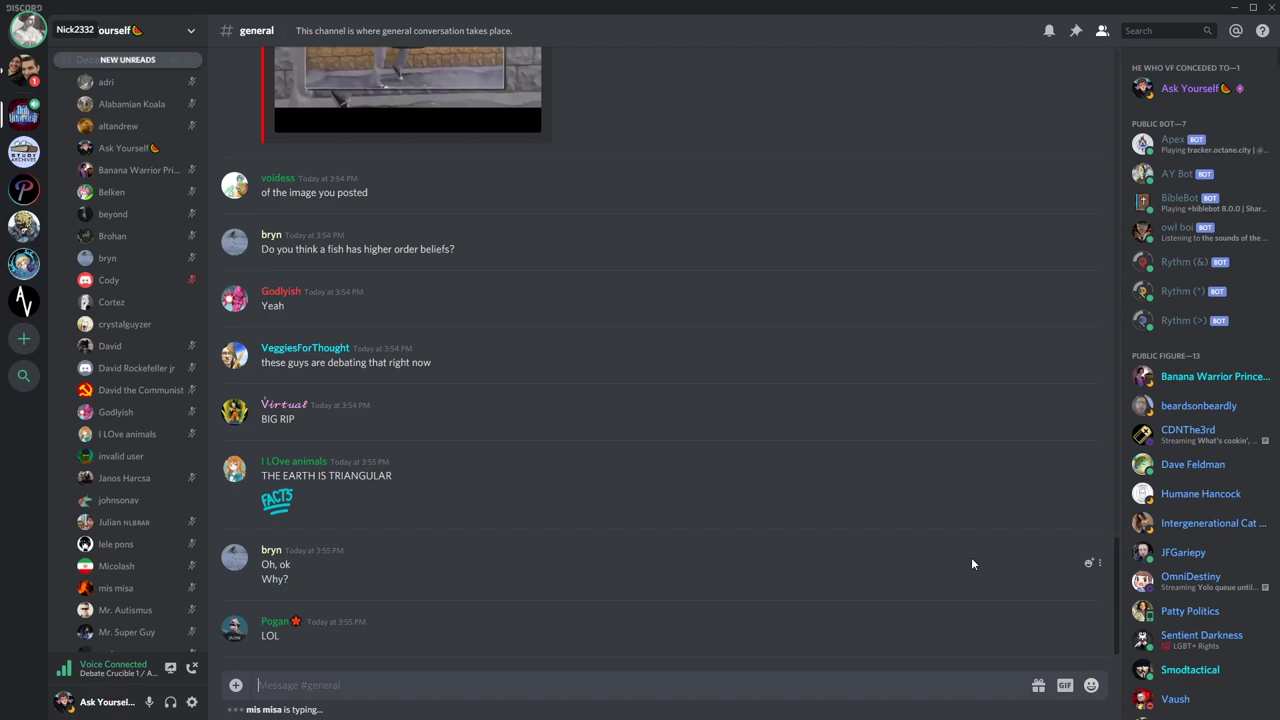 DISCORD
Nick2332
ourself🍉
# general
This channel is where general conversation takes place.
Search
NEW UNREADS
adri
Alabamian Koala
altandrew
Ask Yourself🍉
Banana Warrior Pri...
Belken
beyond
Brohan
bryn
Cody
Cortez
crystalguyzer
David
David Rockefeller jr
David the Communist
Godlyish
I LOve animals
invalid user
Janos Harcsa
johnsonav
Julian ɴʟʙʀᴀʀ
lele pons
Micolash
mis misa
Mr. Autismus
Mr. Super Guy
Voice Connected
Debate Crucible 1 / A...
Ask Yoursel...
1
voidess Today at 3:54 PM
of the image you posted
bryn Today at 3:54 PM
Do you think a fish has higher order beliefs?
Godlyish Today at 3:54 PM
Yeah
VeggiesForThought Today at 3:54 PM
these guys are debating that right now
Virtual Today at 3:54 PM
BIG RIP
I LOve animals Today at 3:55 PM
THE EARTH IS TRIANGULAR
FACTS
bryn Today at 3:55 PM
Oh, ok
Why?
Pogan Today at 3:55 PM
LOL
Message #general
GIF
mis misa is typing...
HE WHO VF CONCEDED TO—1
Ask Yourself🍉
PUBLIC BOT—7
Apex BOT
Playing tracker.octane.city | @...
AY Bot BOT
BibleBot BOT
Playing +biblebot 8.0.0 | Shar...
owl boi BOT
Listening to the sounds of the ...
Rythm (&) BOT
Rythm (*) BOT
Rythm (>) BOT
PUBLIC FIGURE—13
Banana Warrior Prince...
beardsonbeardly
CDNThe3rd
Streaming What's cookin', ...
Dave Feldman
Humane Hancock
Intergenerational Cat ...
JFGariepy
OmniDestiny
Streaming Yolo queue until...
Patty Politics
Sentient Darkness
LGBT+ Rights
Smodtactical
Vaush